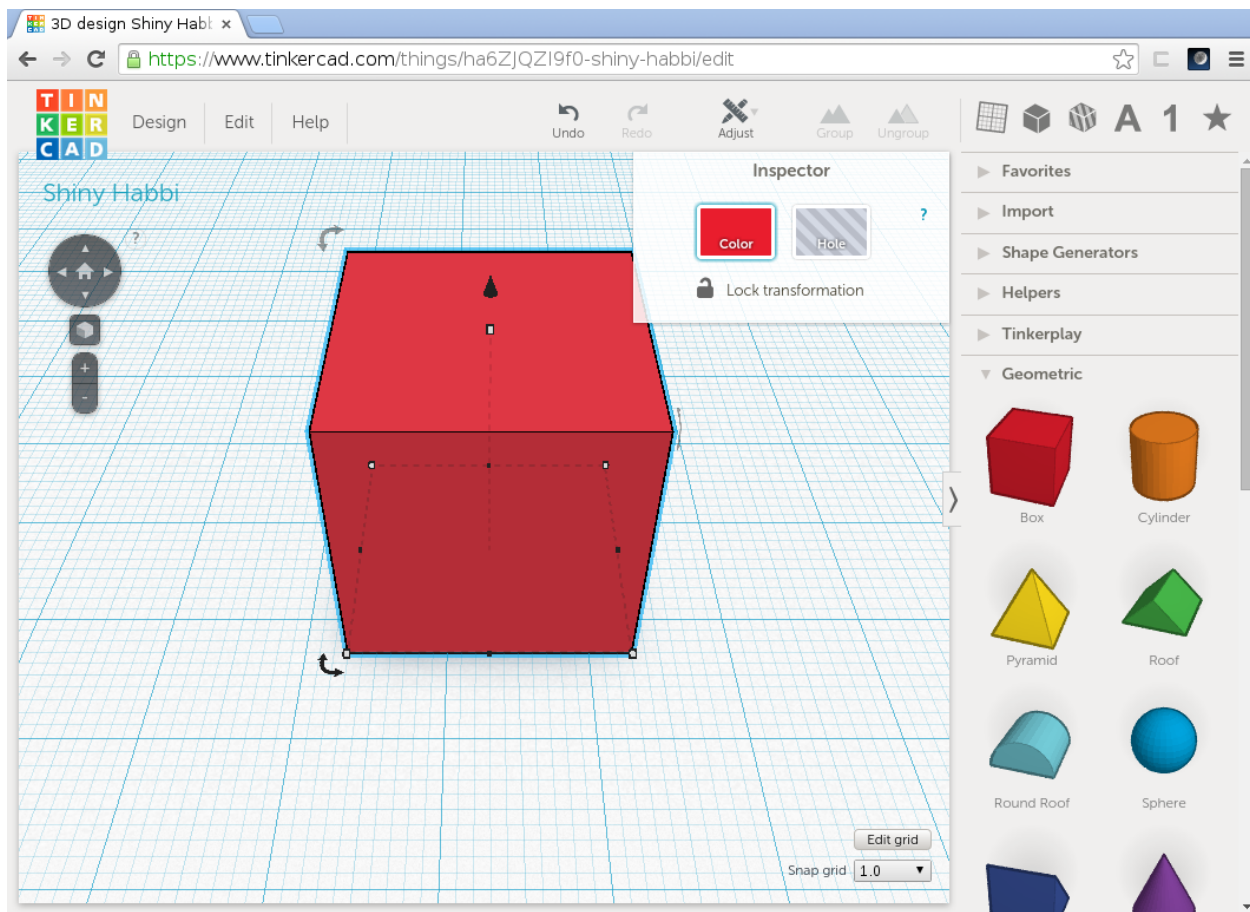 3D design Shiny Habb
https://www.tinkercad.com/things/ha6ZJQZI9f0-shiny-habbi/edit
TIN
KER
CAD
Design
Edit
Help
Undo
Redo
Adjust
Group
Ungroup
A
1
Shiny Habbi
?
+
-
Inspector
Color
Hole
?
Lock transformation
Favorites
Import
Shape Generators
Helpers
Tinkerplay
Geometric
Box
Cylinder
Pyramid
Roof
Round Roof
Sphere
Edit grid
Snap grid 1.0